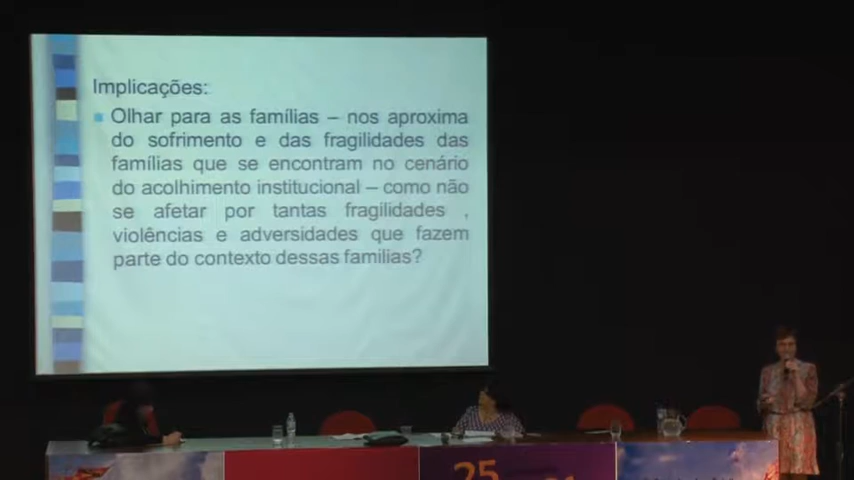 Implicações:
Olhar para as famílias – nos aproxima
do sofrimento e das fragilidades das
famílias que se encontram no cenário
do acolhimento institucional – como não
se afetar por tantas fragilidades ,
violências e adversidades que fazem
parte do contexto dessas familias?
25